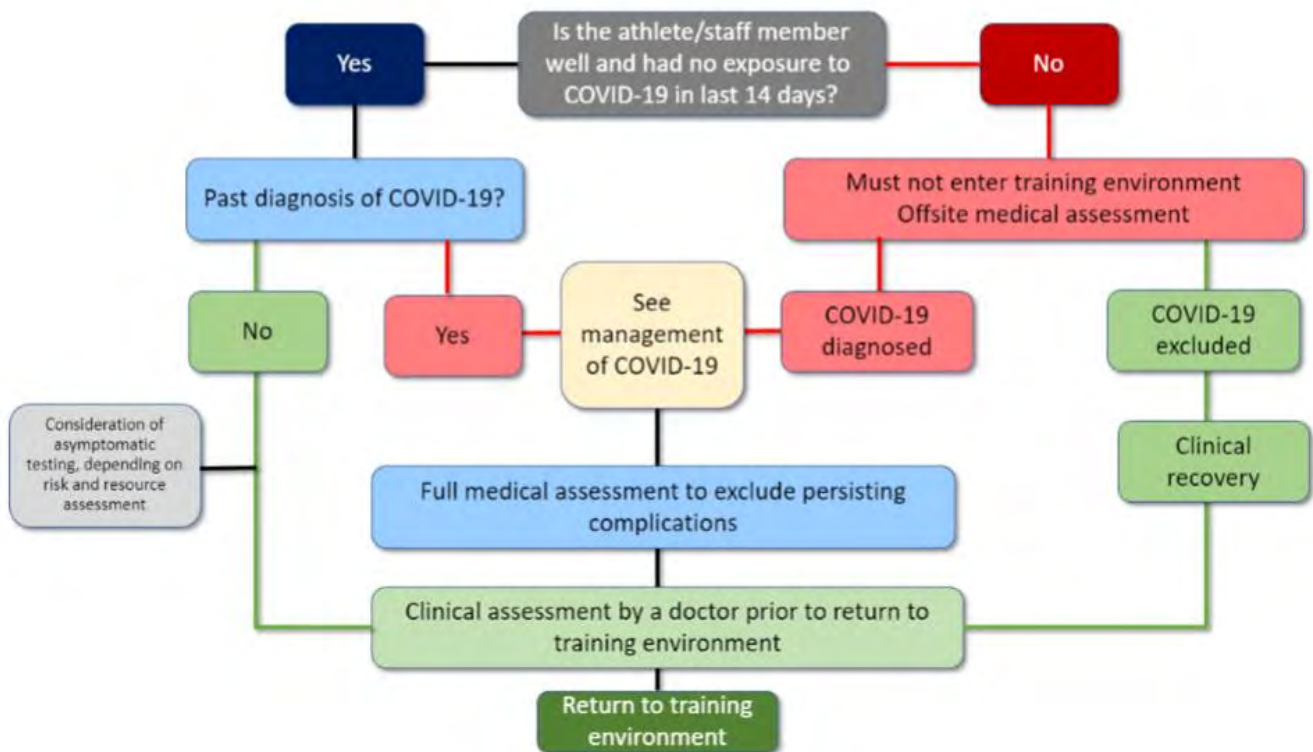 Is the athlete/staff member
well and had no exposure to
COVID-19 in last 14 days?
Yes
No
Past diagnosis of COVID-19?
Must not enter training environment
Offsite medical assessment
No
Yes
See
management
of COVID-19
COVID-19
diagnosed
COVID-19
excluded
Consideration of
asymptomatic
testing, depending on
risk and resource
assessment
Clinical
recovery
Full medical assessment to exclude persisting
complications
Clinical assessment by a doctor prior to return to
training environment
Return to training
environment